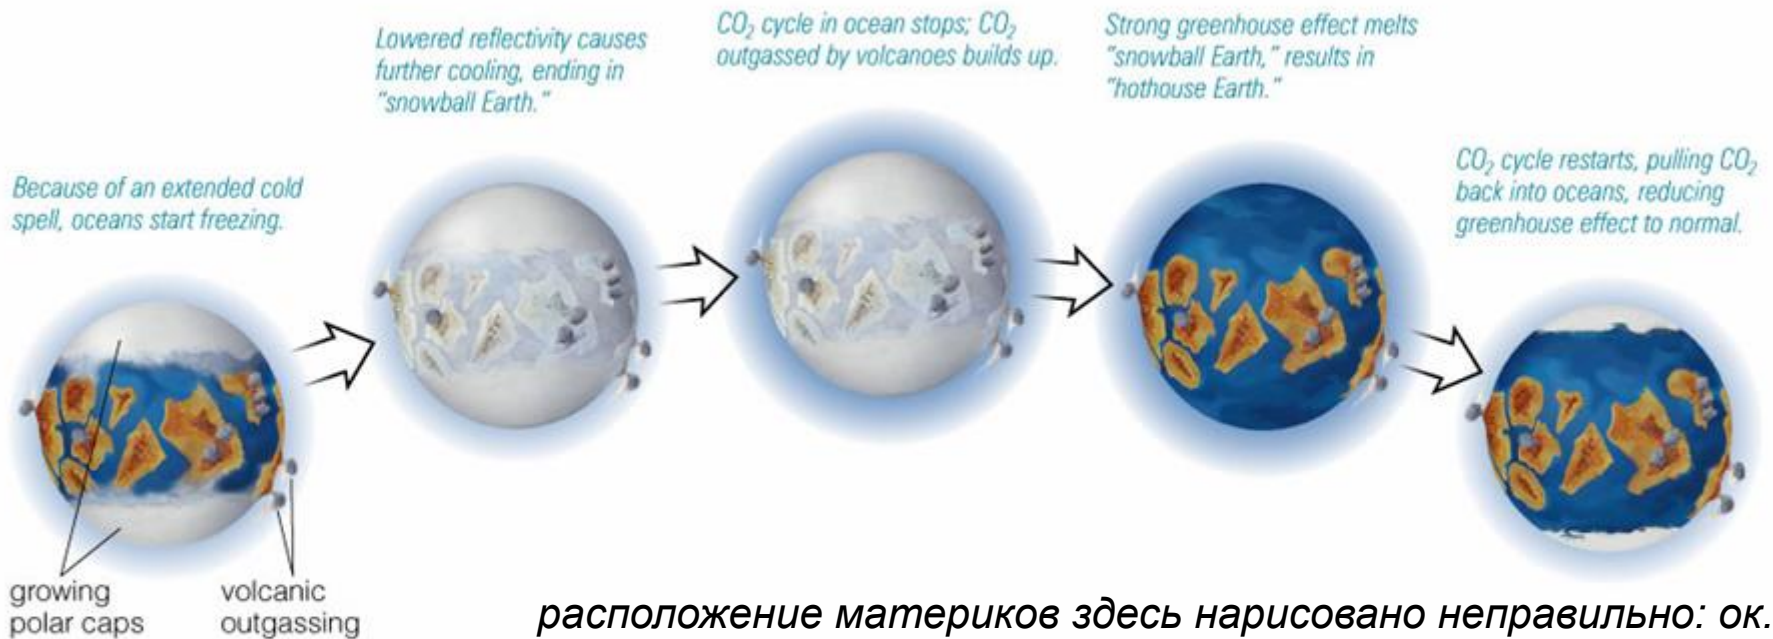 Because of an extended cold
spell, oceans start freezing.
Lowered reflectivity causes
further cooling, ending in
“snowball Earth.”
CO₂ cycle in ocean stops; CO₂
outgassed by volcanoes builds up.
Strong greenhouse effect melts
“snowball Earth,” results in
“hothouse Earth.”
CO₂ cycle restarts, pulling CO₂
back into oceans, reducing
greenhouse effect to normal.
growing
polar caps
volcanic
outgassing
расположение материков здесь нарисовано неправильно: ок.